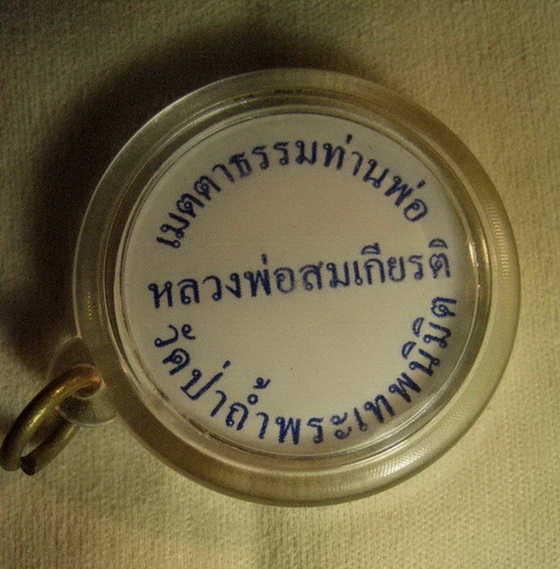 เมตตาธรรมท่านพ่อ
หลวงพ่อสมเกียรติ
วัดป่าถ้ำพระเทพนิมิต